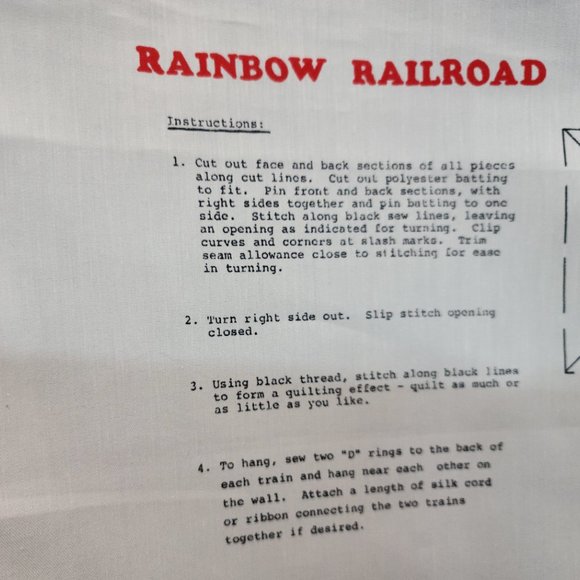 RAINBOW RAILROAD
Instructions:
1. Cut out face and back sections of all pieces
along cut lines. Cut out polyester batting
to fit. Pin front and back sections, with
right sides together and pin batting to one
side. Stitch along black sew lines, leaving
an opening as indicated for turning. Clip
curves and corners at slash marks. Trim
seam allowance close to stitching for ease
in turning.
2. Turn right side out. Slip stitch opening
closed.
3. Using black thread, stitch along black lines
to form a quilting effect - quilt as much or
as little as you like.
4. To hang, sew two "D" rings to the back of
each train and hang near each other on
the wall. Attach a length of silk cord
or ribbon connecting the two trains
together if desired.